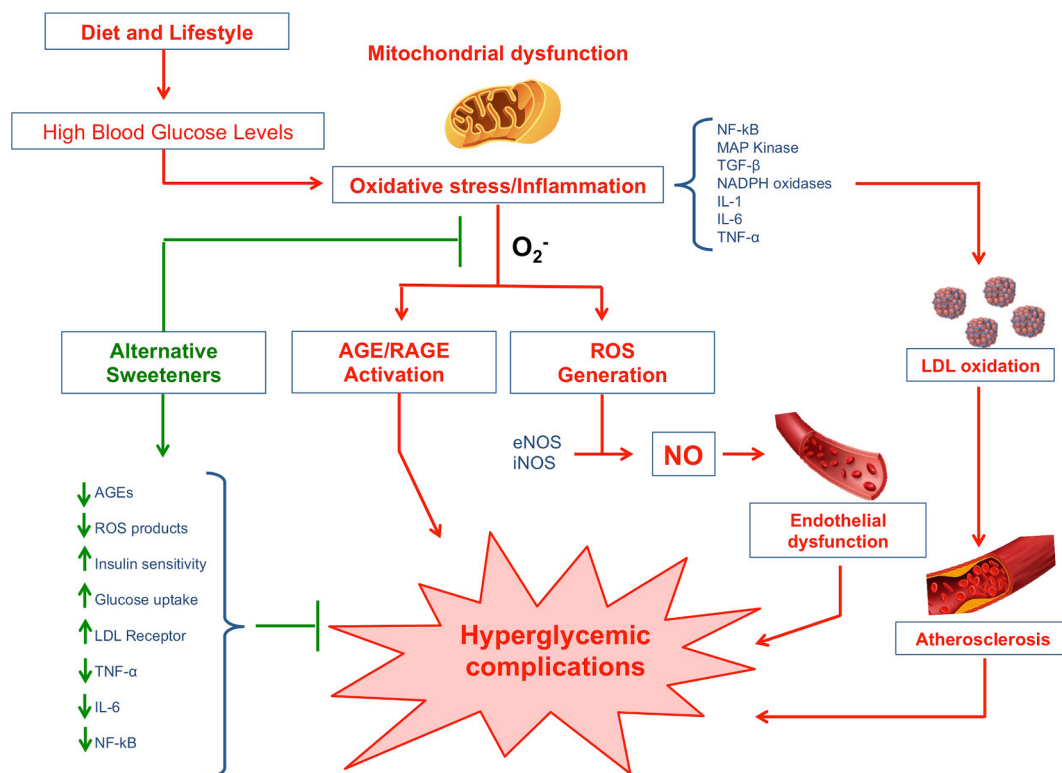 Diet and Lifestyle
Mitochondrial dysfunction
High Blood Glucose Levels
Oxidative stress/Inflammation
NF-kB
MAP Kinase
TGF-β
NADPH oxidases
IL-1
IL-6
TNF-α
O₂⁻
Alternative
Sweeteners
AGE/RAGE
Activation
ROS
Generation
LDL oxidation
eNOS
iNOS
NO
Endothelial
dysfunction
AGEs
ROS products
Insulin sensitivity
Glucose uptake
LDL Receptor
TNF-α
IL-6
NF-kB
Hyperglycemic
complications
Atherosclerosis